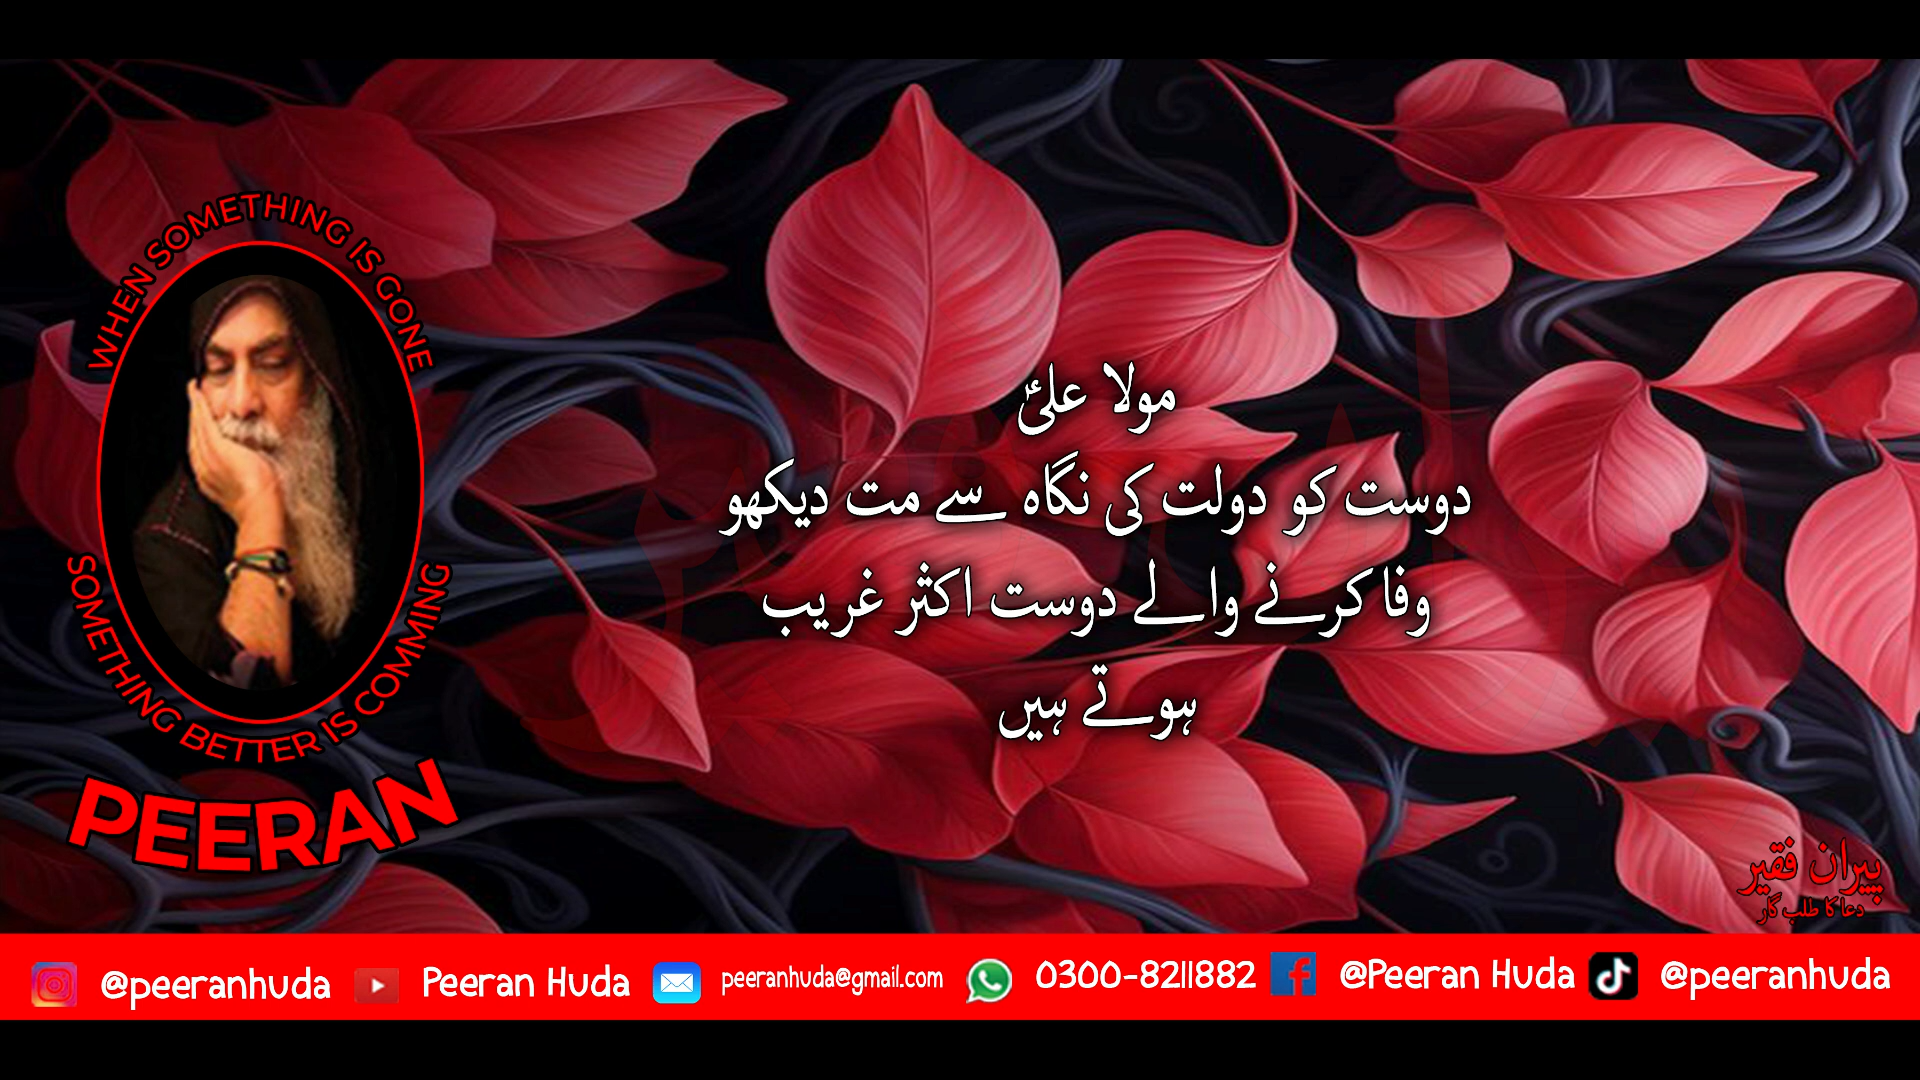 WHEN SOMETHING IS GONE
SOMETHING BETTER IS COMMING
PEERAN
مولا علیؑ
دوست کو دولت کی نگاہ سے مت دیکھو
وفا کرنے والے دوست اکثر غریب
ہوتے ہیں
پیران فقیر
دعا کا طلب گار
@peeranhuda Peeran Huda peeranhuda@gmail.com 0300-8211882 @Peeran Huda @peeranhuda